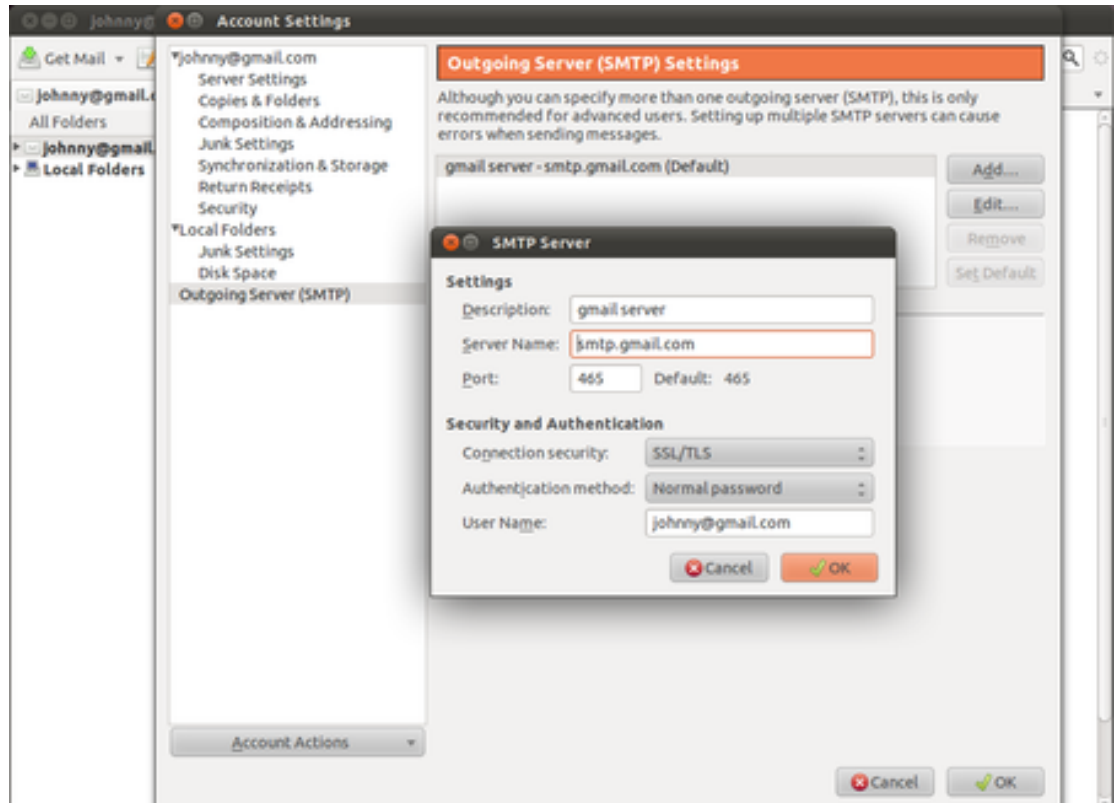 johnny@g
Account Settings
Get Mail
johnny@gmail.c
All Folders
johnny@gmail.
Local Folders
johnny@gmail.com
Server Settings
Copies & Folders
Composition & Addressing
Junk Settings
Synchronization & Storage
Return Receipts
Security
Local Folders
Junk Settings
Disk Space
Outgoing Server (SMTP)
Account Actions
Outgoing Server (SMTP) Settings
Although you can specify more than one outgoing server (SMTP), this is only
recommended for advanced users. Setting up multiple SMTP servers can cause
errors when sending messages.
gmail server - smtp.gmail.com (Default)
Add...
Edit...
Remove
Set Default
SMTP Server
Settings
Description: gmail server
Server Name: smtp.gmail.com
Port: 465 Default: 465
Security and Authentication
Connection security: SSL/TLS
Authentication method: Normal password
User Name: johnny@gmail.com
Cancel OK
Cancel OK